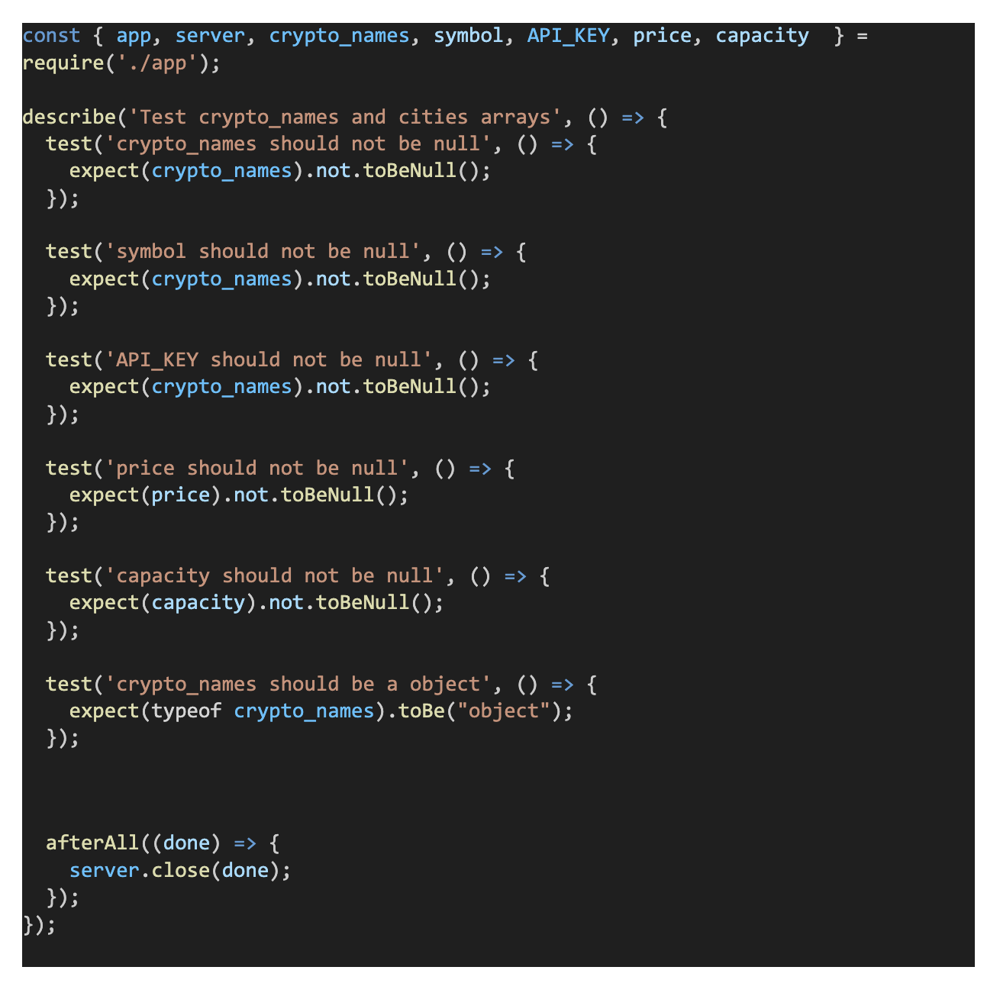 const { app, server, crypto_names, symbol, API_KEY, price, capacity  } =
require('./app');

describe('Test crypto_names and cities arrays', () => {
  test('crypto_names should not be null', () => {
    expect(crypto_names).not.toBeNull();
  });

  test('symbol should not be null', () => {
    expect(crypto_names).not.toBeNull();
  });

  test('API_KEY should not be null', () => {
    expect(crypto_names).not.toBeNull();
  });

  test('price should not be null', () => {
    expect(price).not.toBeNull();
  });

  test('capacity should not be null', () => {
    expect(capacity).not.toBeNull();
  });

  test('crypto_names should be a object', () => {
    expect(typeof crypto_names).toBe("object");
  });

  afterAll((done) => {
    server.close(done);
  });
});